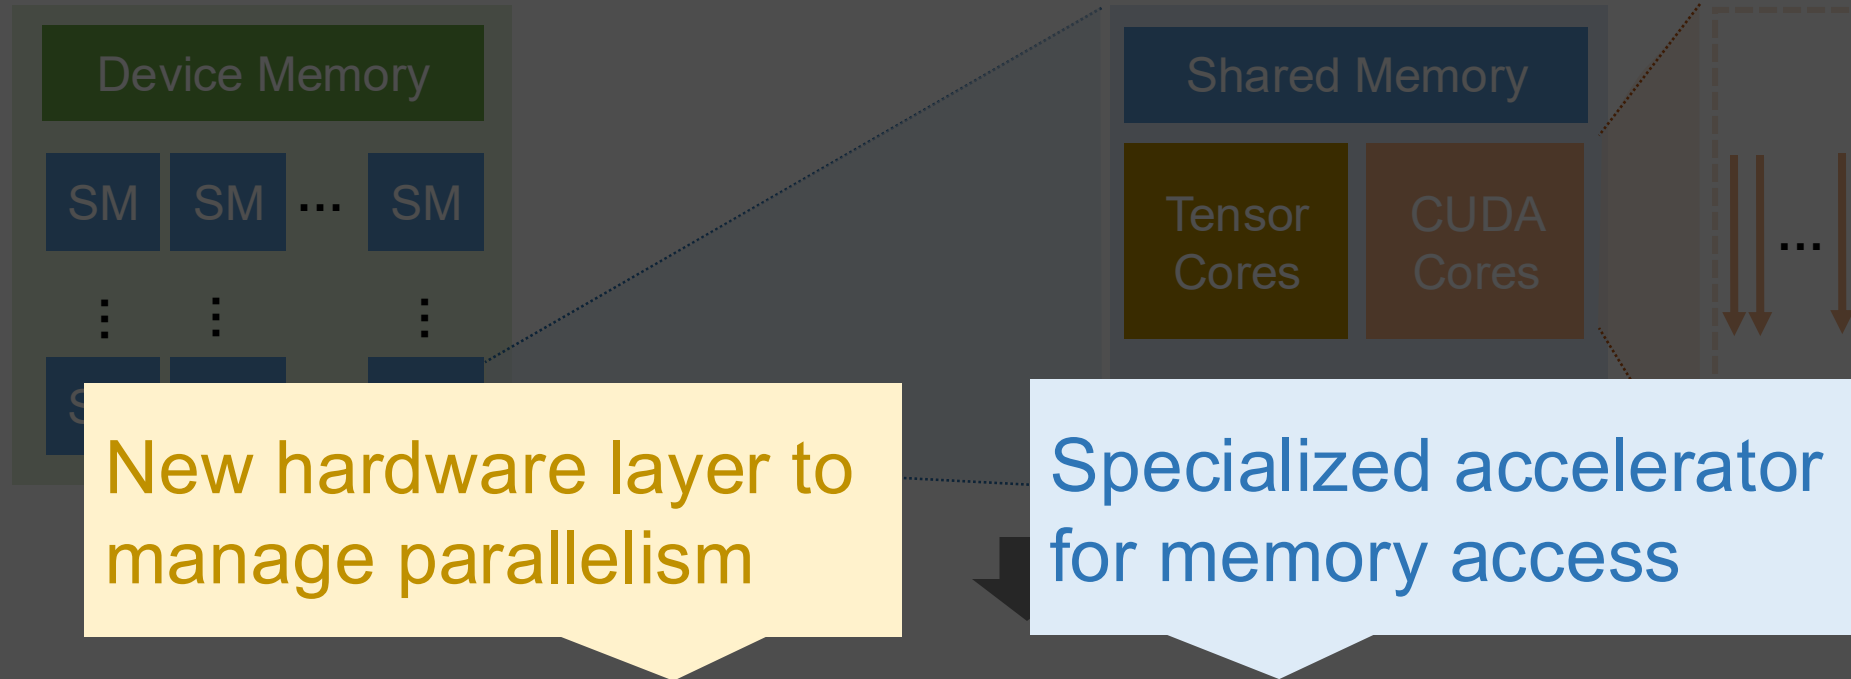 Device Memory
SM SM ... SM
Shared Memory
Tensor
Cores
CUDA
Cores
...
New hardware layer to
manage parallelism
Specialized accelerator
for memory access